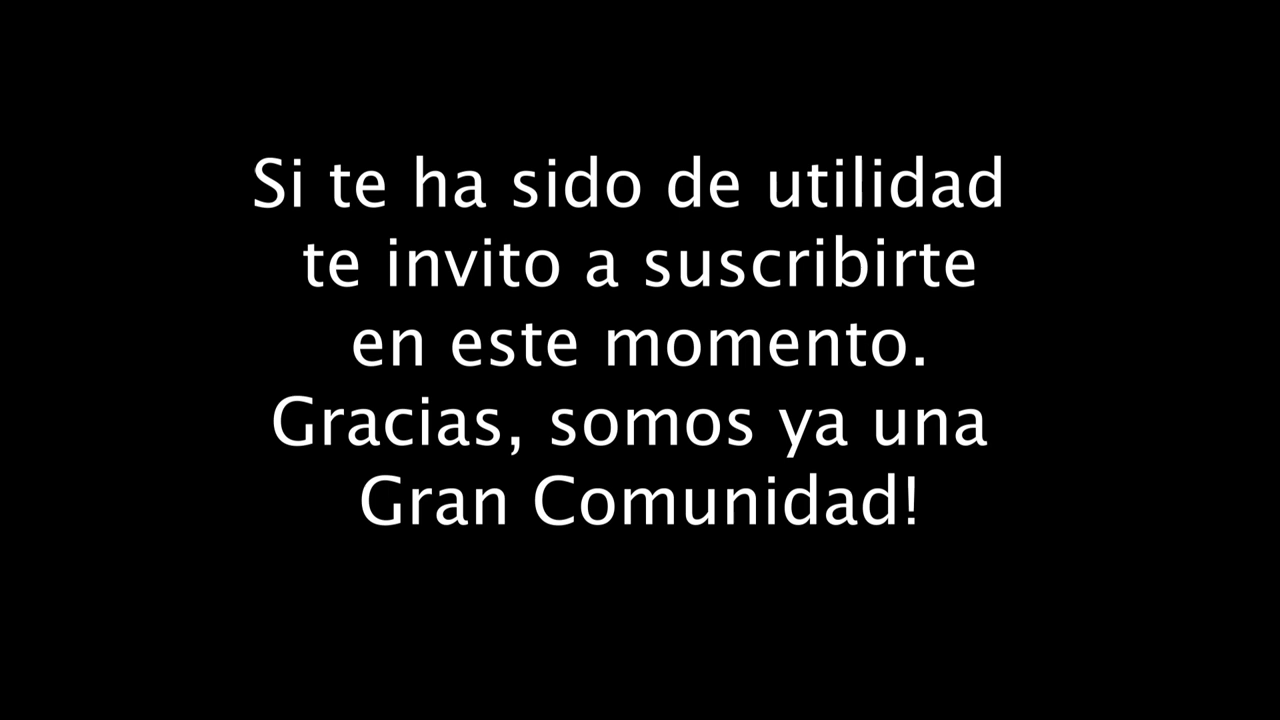 Si te ha sido de utilidad
te invito a suscribirte
en este momento.
Gracias, somos ya una
Gran Comunidad!